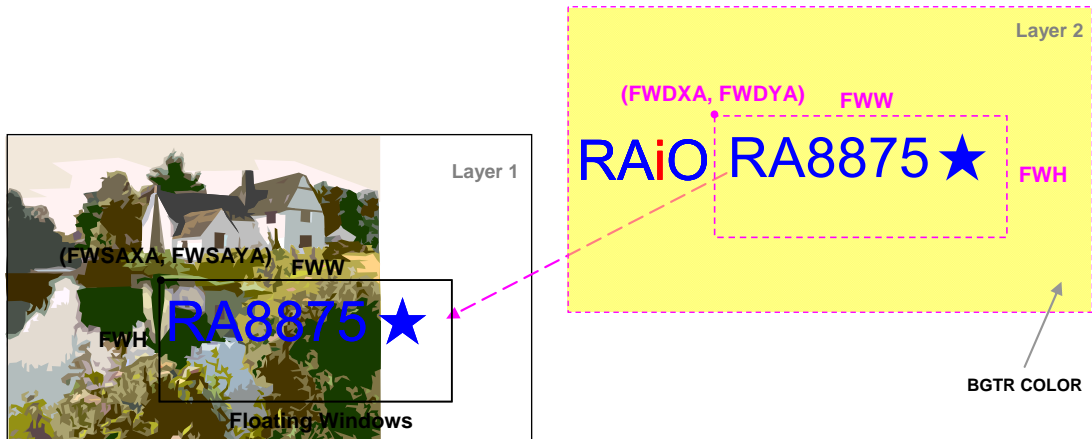 Layer 2
(FWDXA, FWDYA)
FWW
RAiO
RA8875
FWH
BGTR COLOR
Layer 1
(FWSAXA, FWSAYA)
FWW
RA8875
FWH
Floating Windows